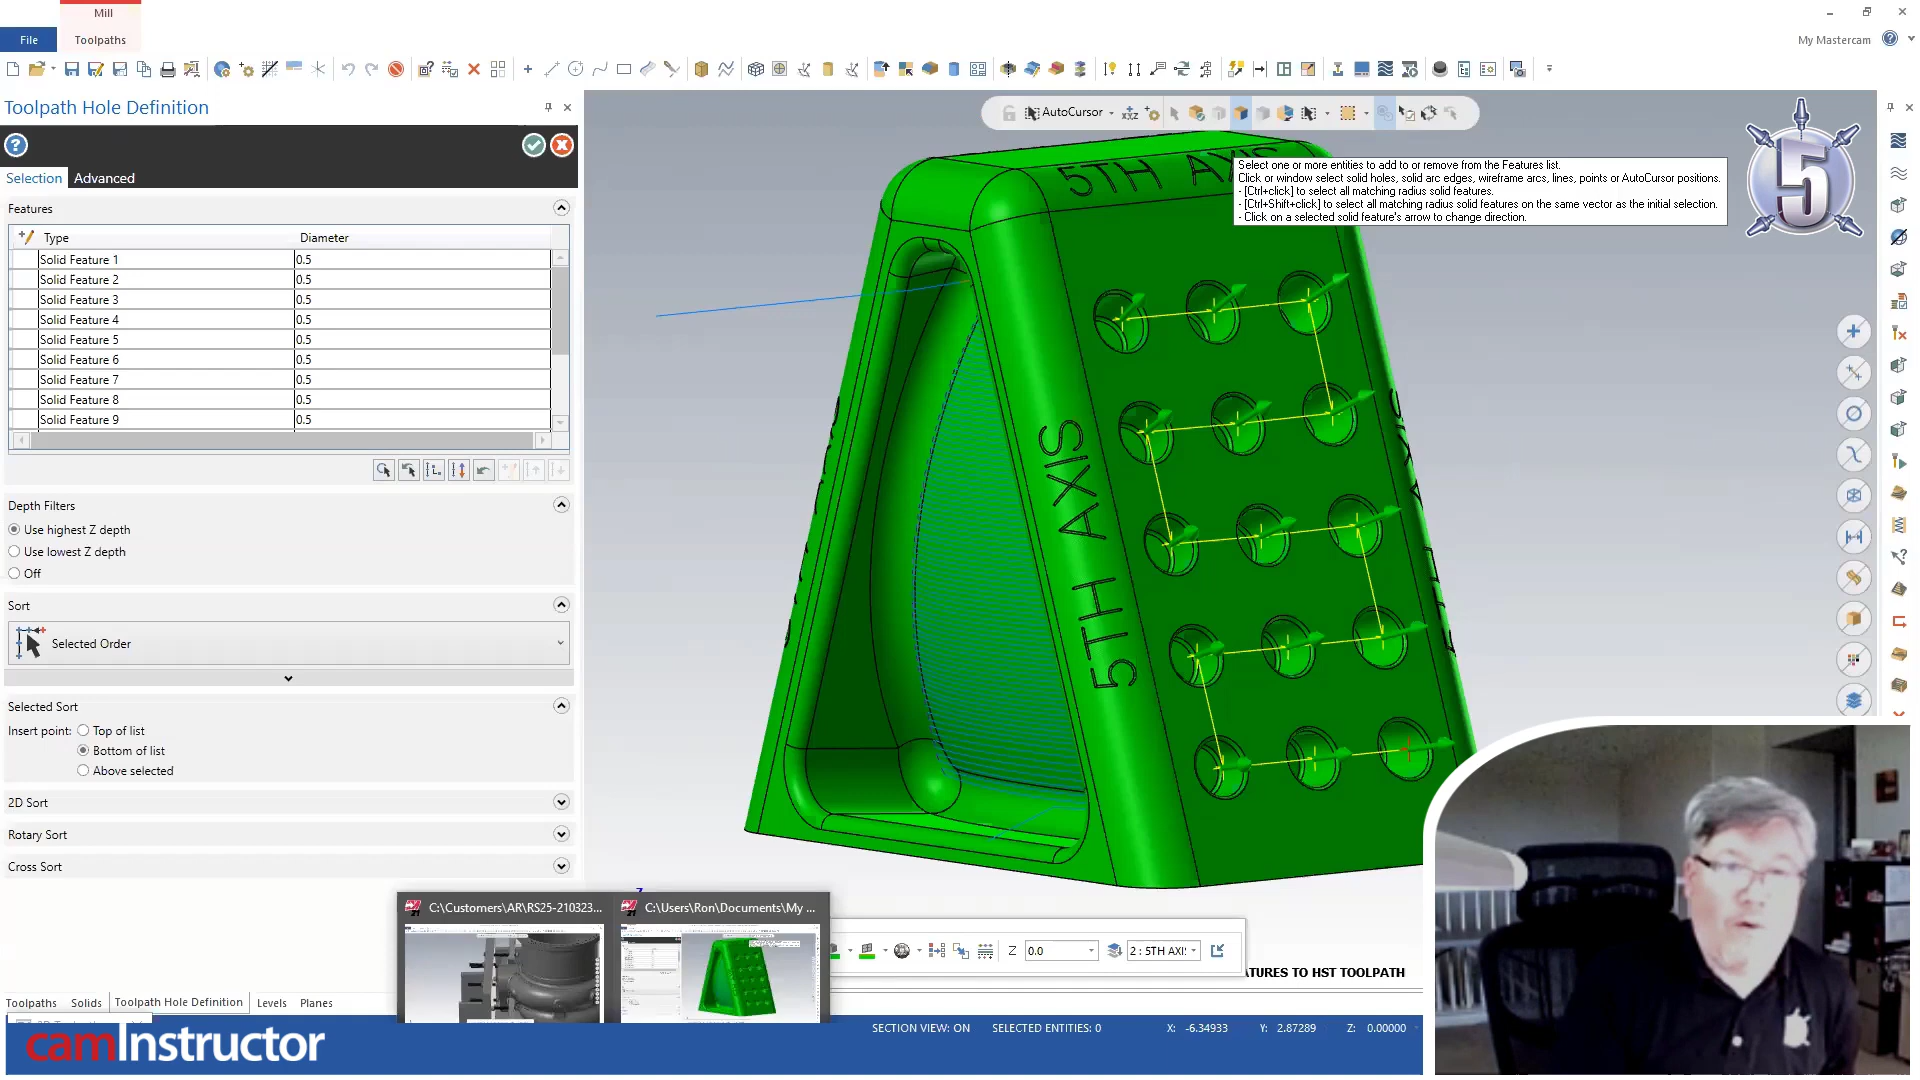 Mill
File
Toolpaths
My Mastercam
Toolpath Hole Definition
AutoCursor
Selection
Advanced
Select one or more entities to add to or remove from the Features list.
Click or window select solid holes, solid arc edges, wireframe arcs, lines, points or AutoCursor positions.
- [Ctrl+click] to select all matching radius solid features.
- [Ctrl+Shift+click] to select all matching radius solid features on the same vector as the initial selection.
- Click on a selected solid feature's arrow to change direction.
5
5TH AXIS
Features
Type Diameter
Solid Feature 1 0.5
Solid Feature 2 0.5
Solid Feature 3 0.5
Solid Feature 4 0.5
Solid Feature 5 0.5
Solid Feature 6 0.5
Solid Feature 7 0.5
Solid Feature 8 0.5
Solid Feature 9 0.5
5TH AXIS
Depth Filters
Use highest Z depth
Use lowest Z depth
Off
Sort
Selected Order
Selected Sort
Insert point: Top of list
Bottom of list
Above selected
2D Sort
Rotary Sort
Cross Sort
C:\Customers\AR\RS25-210323...
C:\Users\Ron\Documents\My ...
Z 0.0
2 : 5TH AXI:
TURES TO HST TOOLPATH
Toolpaths Solids Toolpath Hole Definition Levels Planes
camInstructor
SECTION VIEW: ON SELECTED ENTITIES: 0 X: -6.34933 Y: 2.87289 Z: 0.00000